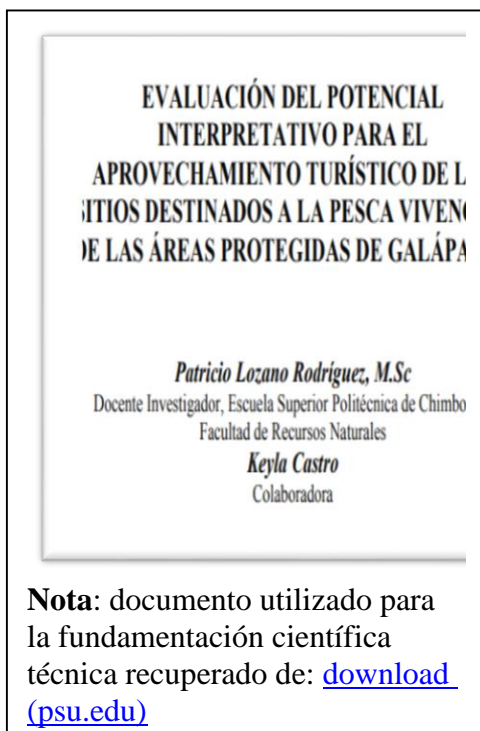 EVALUACIÓN DEL POTENCIAL
INTERPRETATIVO PARA EL
APROVECHAMIENTO TURÍSTICO DE L
SITIOS DESTINADOS A LA PESCA
DE LAS ÁREAS PROTEGIDAS DE
Patricio Lozano Rodríguez, M.Sc
Docente Investigador, Escuela Superior Politécnica de Chimbo
Facultad de Recursos Naturales
Keyla Castro
Colaboradora
Nota: documento utilizado para
la fundamentación científica
técnica recuperado de: download
(psu.edu)